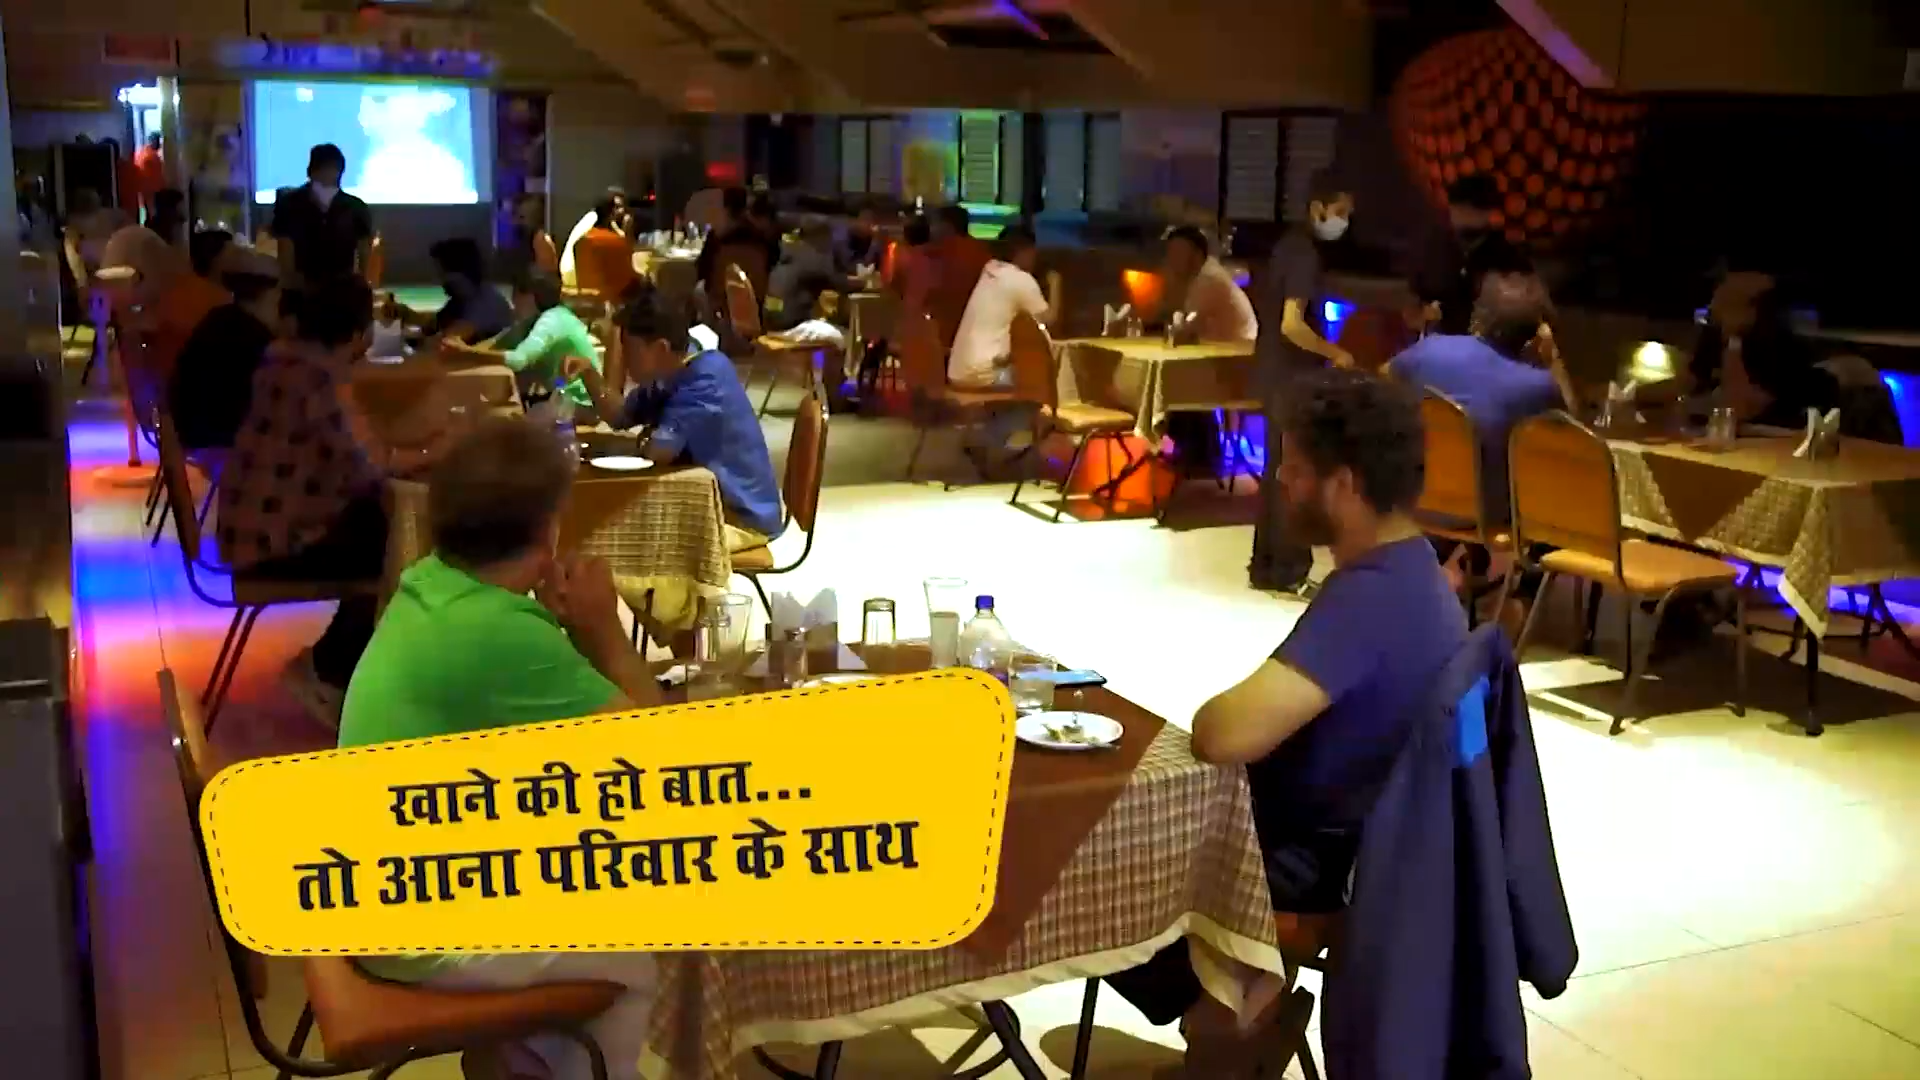 खाने की हो बात...
तो आना परिवार के साथ